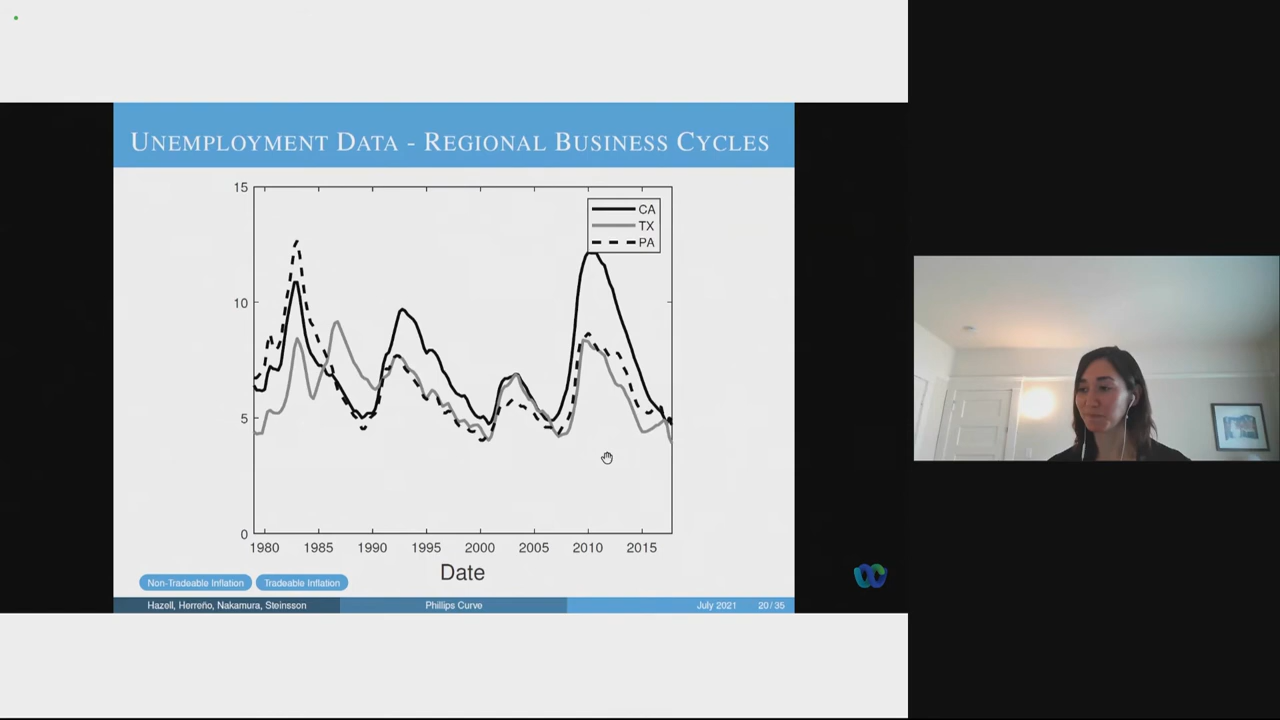 UNEMPLOYMENT DATA - REGIONAL BUSINESS CYCLES
15
10
5
0
CA
TX
PA
1980 1985 1990 1995 2000 2005 2010 2015
Date
Non-Tradeable Inflation Tradeable Inflation
Hazell, Herreño, Nakamura, Steinsson Phillips Curve July 2021 20 / 35